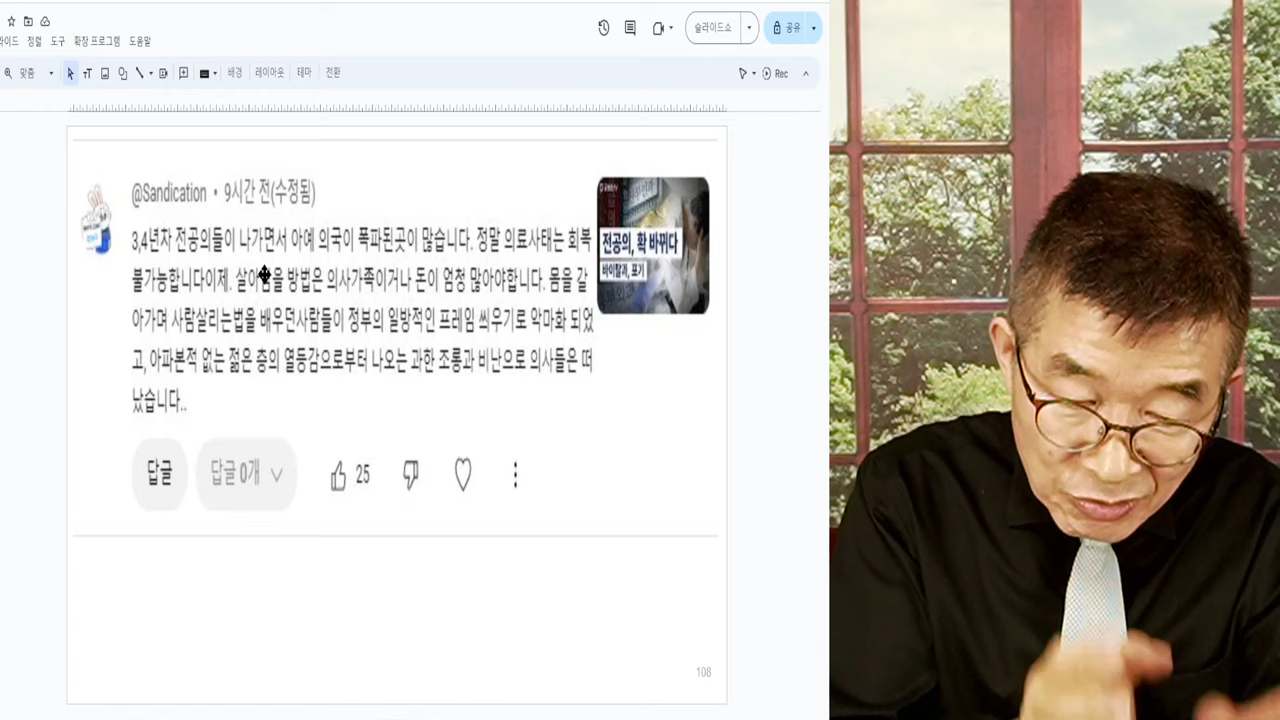 라이드 정렬 도구 확장 프로그램 도움말
슬라이드쇼
공유
맞춤
배경 레이아웃 테마 전환
Rec
@Sandication • 9시간 전(수정됨)
3,4년차 전공의들이 나가면서 아예 의국이 폭파된곳이 많습니다. 정말 의료사태는 회복
불가능합니다이제. 살아 을 방법은 의사가족이거나 돈이 엄청 많아야합니다. 몸을 갈
아가며 사람살리는법을 배우던사람들이 정부의 일방적인 프레임 씌우기로 악마화 되었
고, 아파본적 없는 젊은 층의 열등감으로부터 나오는 과한 조롱과 비난으로 의사들은 떠
났습니다..
전공의, 확 바뀌다
바이탈과, 포기
답글
답글 0개
25
108